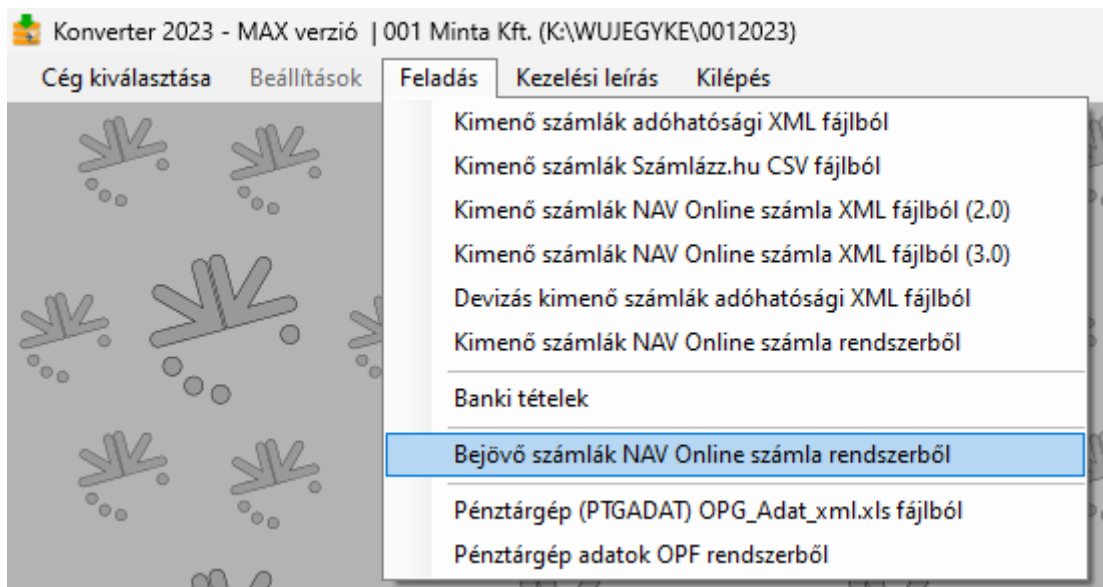 Konverter 2023 - MAX verzió | 001 Minta Kft. (K:\WUJEGYKE\0012023)
Cég kiválasztása Beállítások Feladás Kezelési leírás Kilépés
Kimenő számlák adóhatósági XML fájlból
Kimenő számlák Számlázz.hu CSV fájlból
Kimenő számlák NAV Online számla XML fájlból (2.0)
Kimenő számlák NAV Online számla XML fájlból (3.0)
Devizás kimenő számlák adóhatósági XML fájlból
Kimenő számlák NAV Online számla rendszerből
Banki tételek
Bejövő számlák NAV Online számla rendszerből
Pénztárgép (PTGADAT) OPG_Adat_xml.xls fájlból
Pénztárgép adatok OPF rendszerből